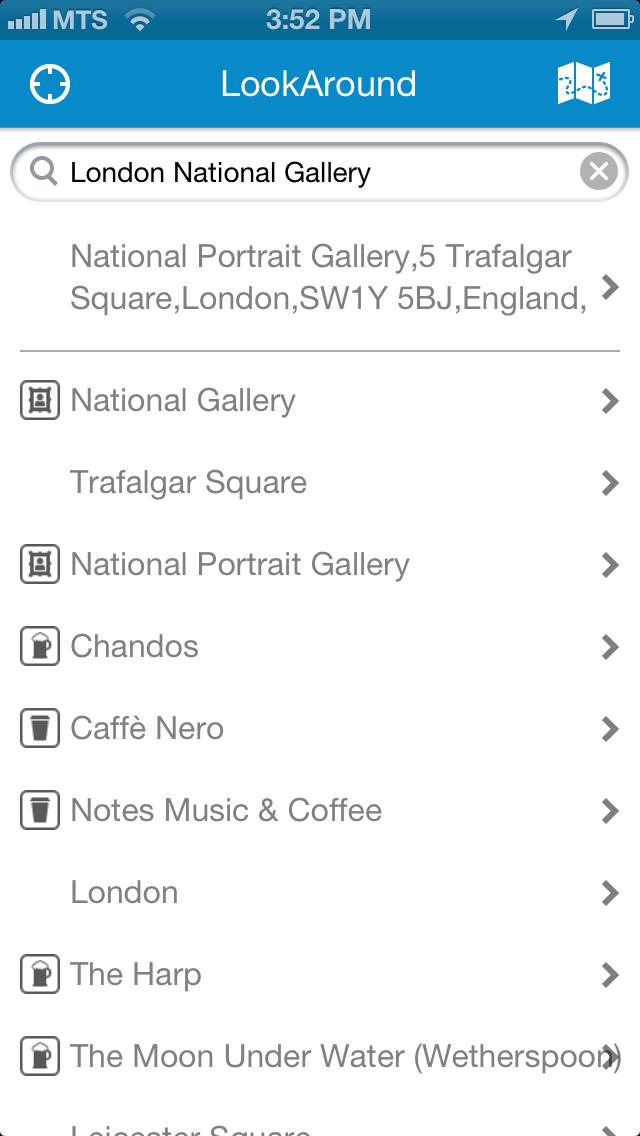 MTS 3:52 PM
LookAround
London National Gallery
National Portrait Gallery,5 Trafalgar
Square,London,SW1Y 5BJ,England,
National Gallery
Trafalgar Square
National Portrait Gallery
Chandos
Caffè Nero
Notes Music & Coffee
London
The Harp
The Moon Under Water (Wetherspoon)
Leicester Square